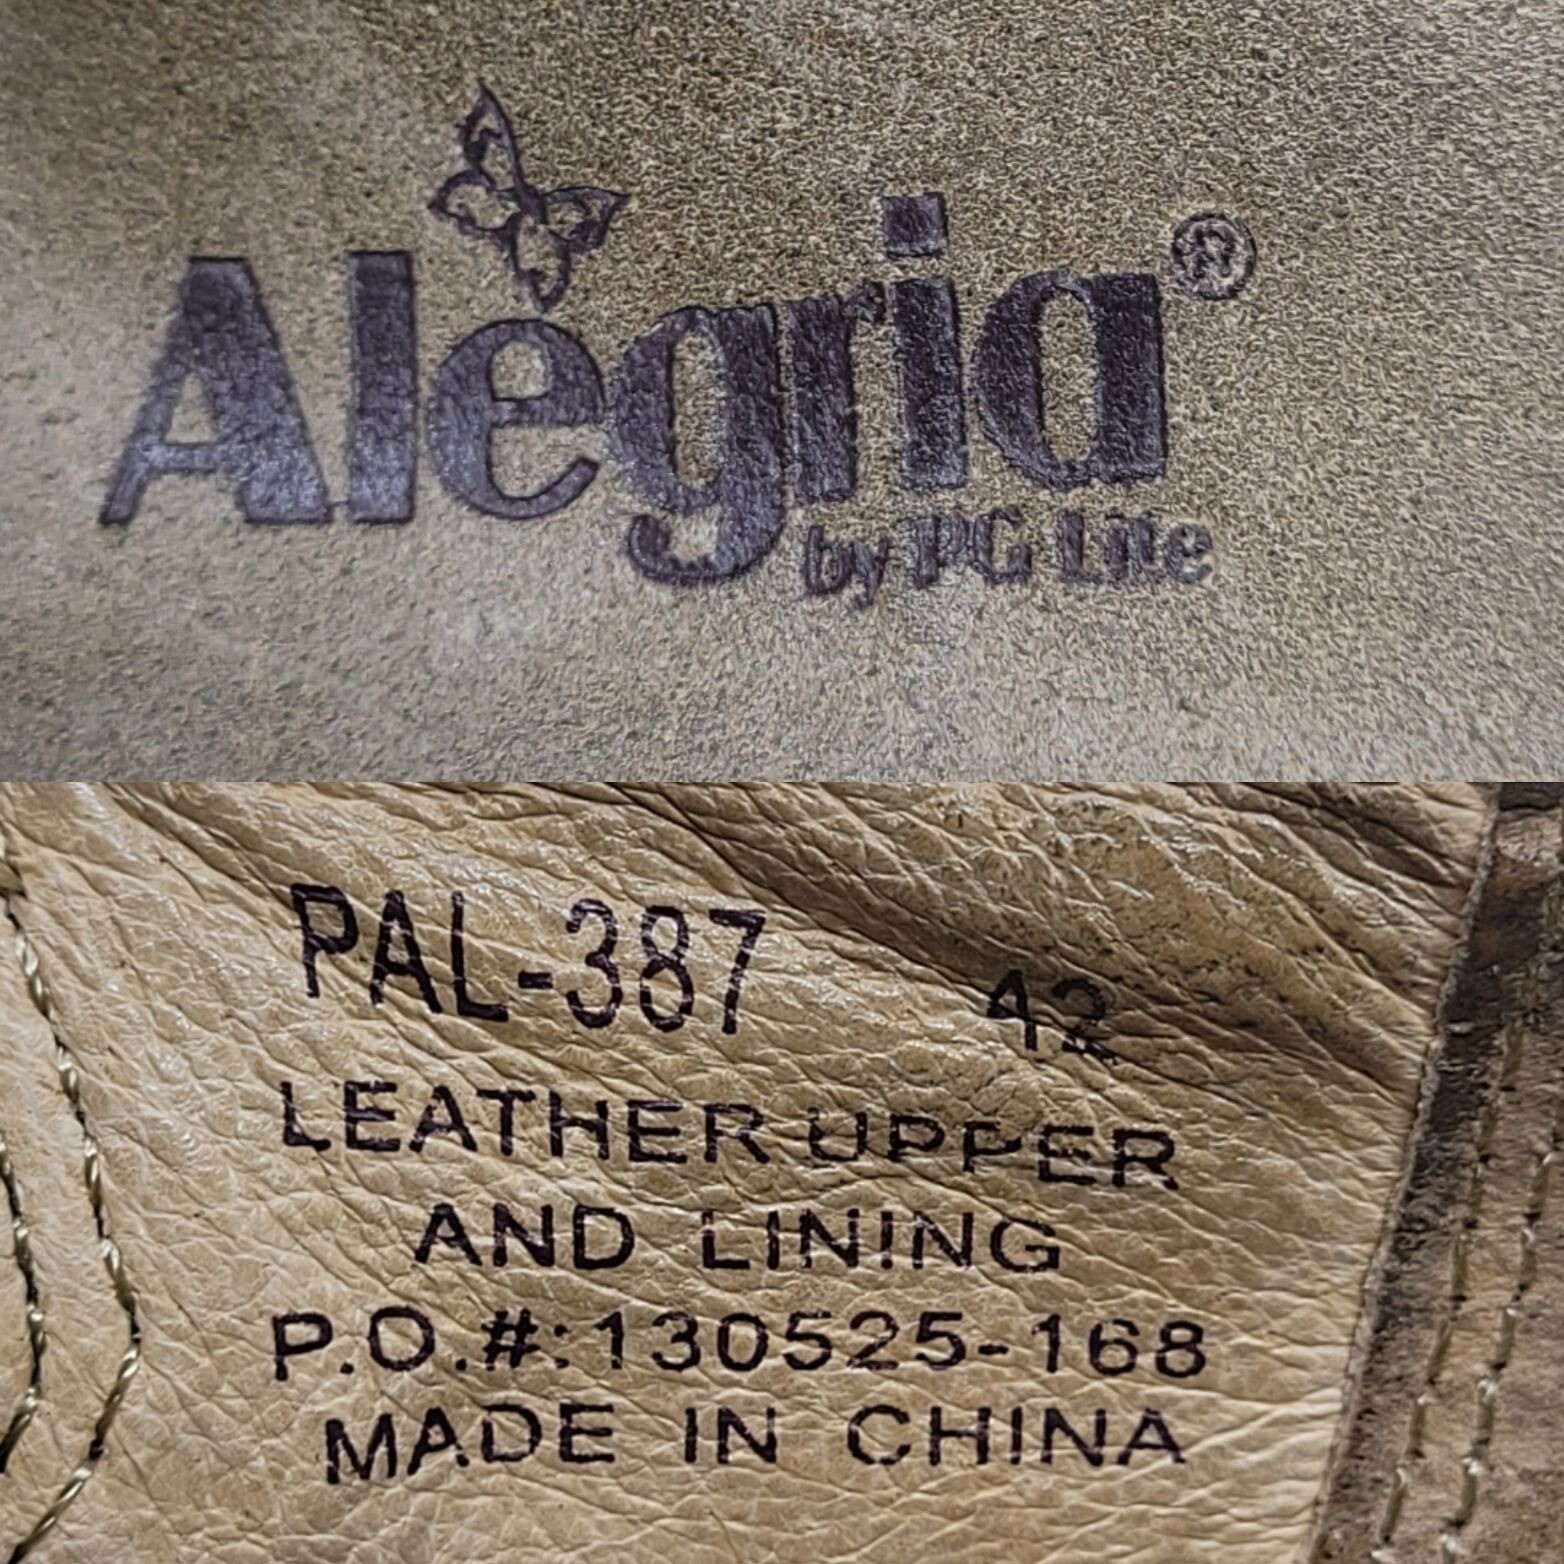 Alegria®
by PG Lite
PAL-387 42
LEATHER UPPER
AND LINING
P.O.#:130525-168
MADE IN CHINA